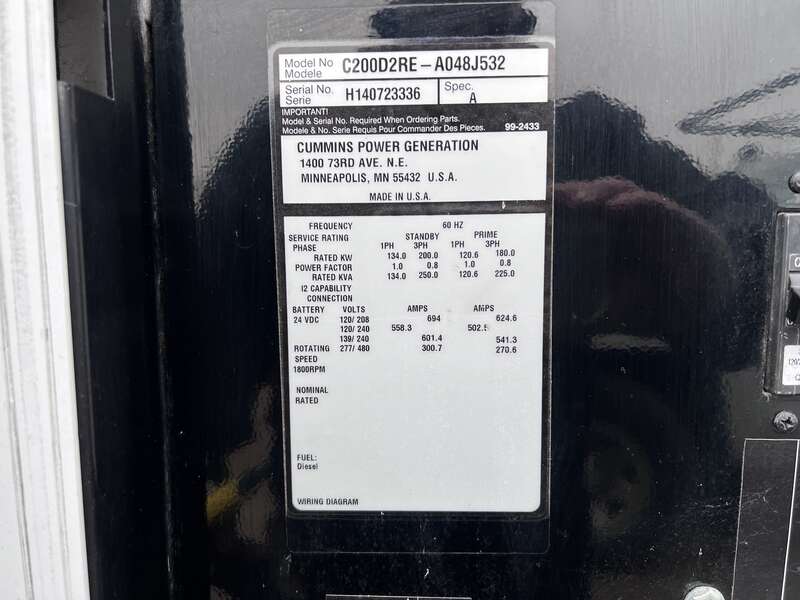 Model No
Modele
C200D2RE – A048J532
Serial No.
Serie
H140723336
Spec.
A
IMPORTANT!
Model & Serial No. Required When Ordering Parts.
Modele & No. Serie Requis Pour Commander Des Pieces. 99-2433
CUMMINS POWER GENERATION
1400 73RD AVE. N.E.
MINNEAPOLIS, MN 55432 U.S.A.
MADE IN U.S.A.
FREQUENCY 60 HZ
SERVICE RATING STANDBY PRIME
PHASE 1PH 3PH 1PH 3PH
RATED KW 134.0 200.0 120.6 180.0
POWER FACTOR 1.0 0.8 1.0 0.8
RATED KVA 134.0 250.0 120.6 225.0
I2 CAPABILITY
CONNECTION
BATTERY VOLTS AMPS AMPS
24 VDC 120/ 208 694 624.6
120/ 240 558.3 502.5
139/ 240 601.4 541.3
ROTATING 277/ 480 300.7 270.6
SPEED
1800RPM
NOMINAL
RATED
FUEL:
Diesel
WIRING DIAGRAM